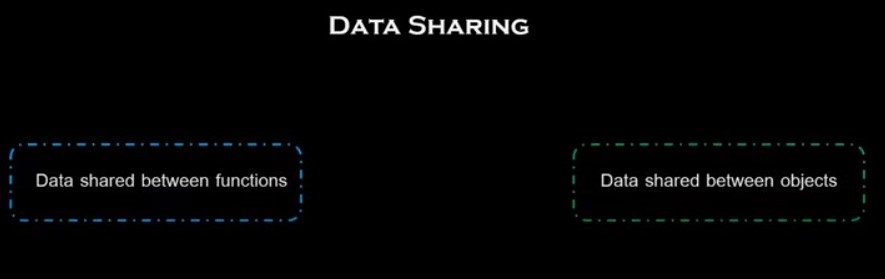 Data Sharing
Data shared between functions
Data shared between objects